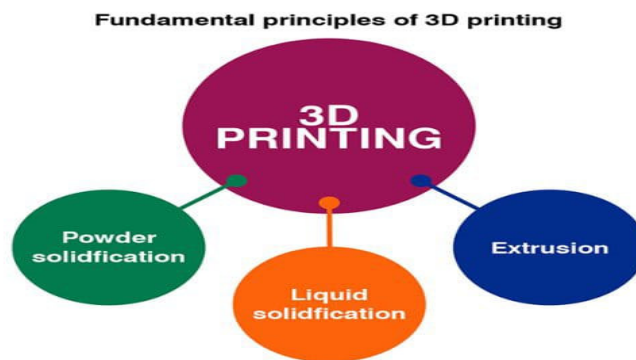 Fundamental principles of 3D printing
3D
PRINTING
Powder
solidfication
Liquid
solidfication
Extrusion